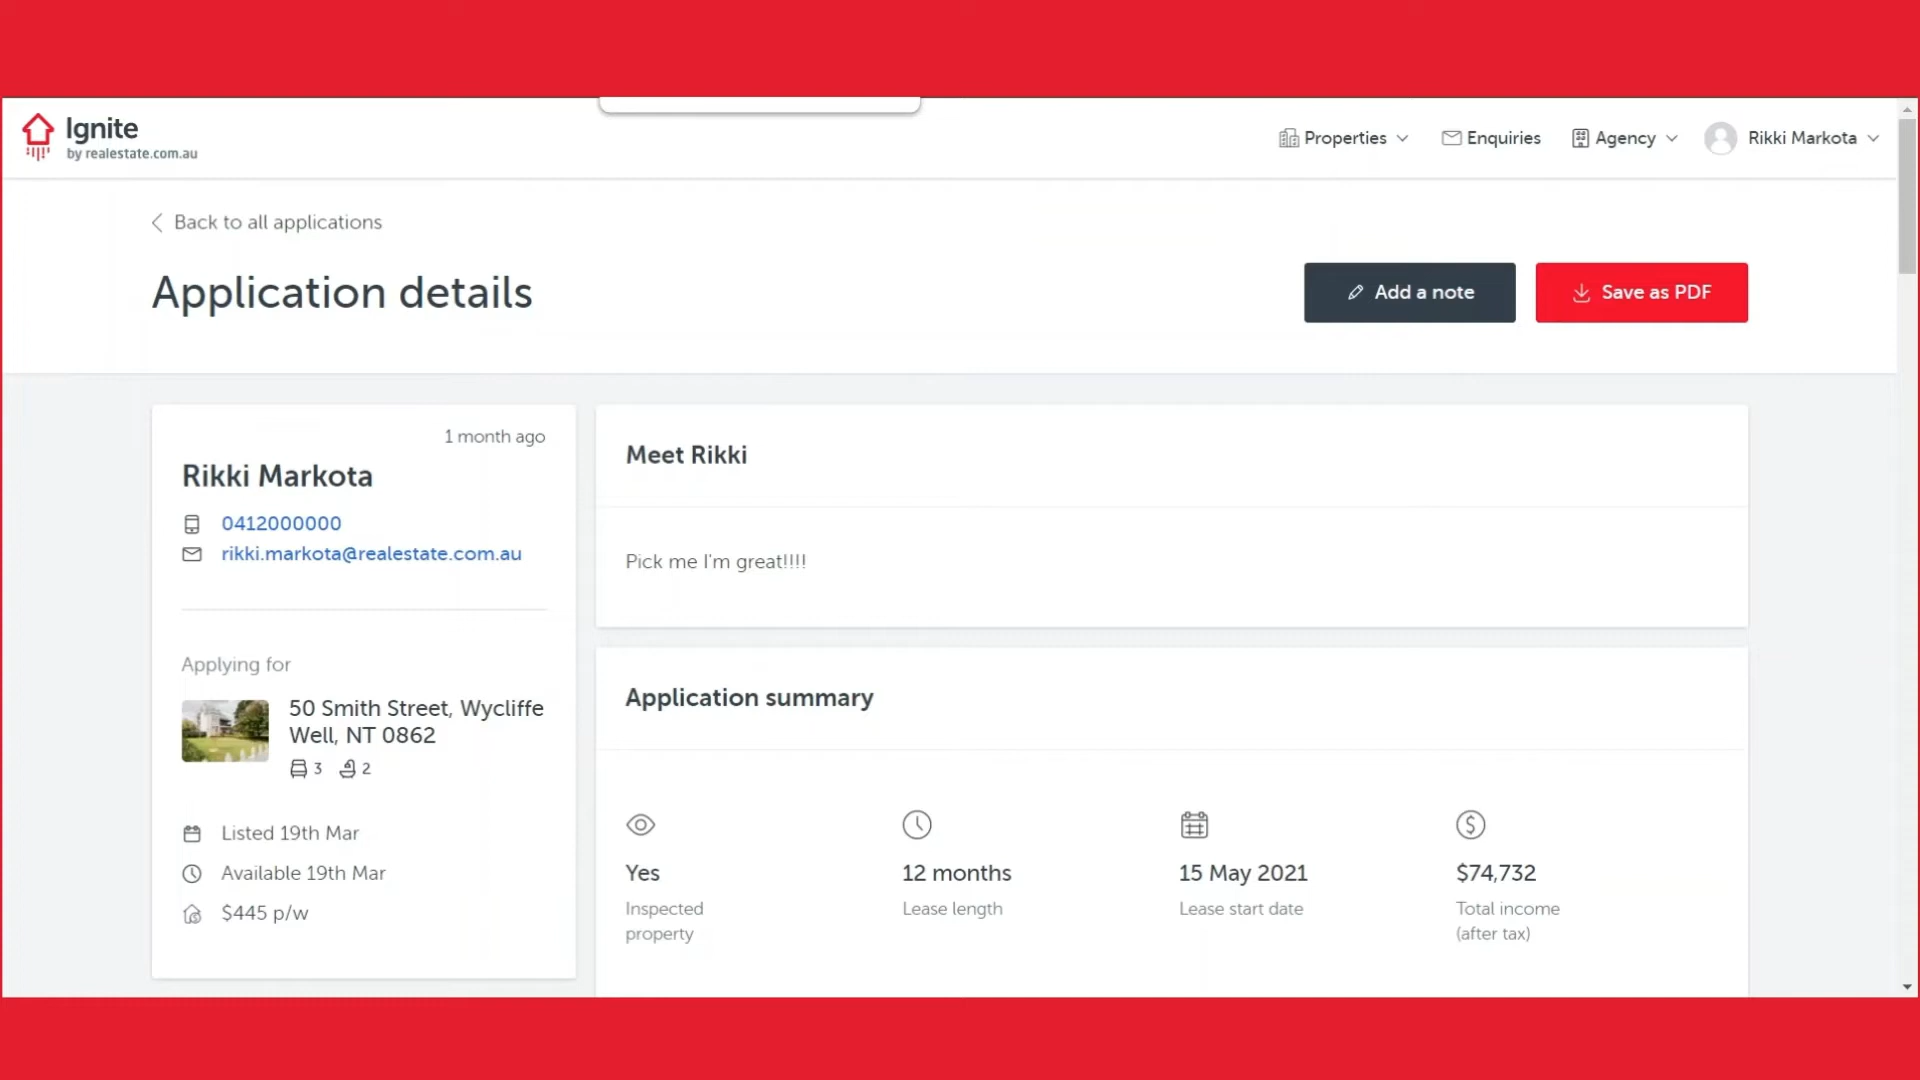 Ignite
by realestate.com.au
Properties
Enquiries
Agency
Rikki Markota
Back to all applications
Application details
Add a note
Save as PDF
1 month ago
Rikki Markota
0412000000
rikki.markota@realestate.com.au
Applying for
50 Smith Street, Wycliffe
Well, NT 0862
3 2
Listed 19th Mar
Available 19th Mar
$445 p/w
Meet Rikki
Pick me I'm great!!!!
Application summary
Yes
Inspected
property
12 months
Lease length
15 May 2021
Lease start date
$74,732
Total income
(after tax)